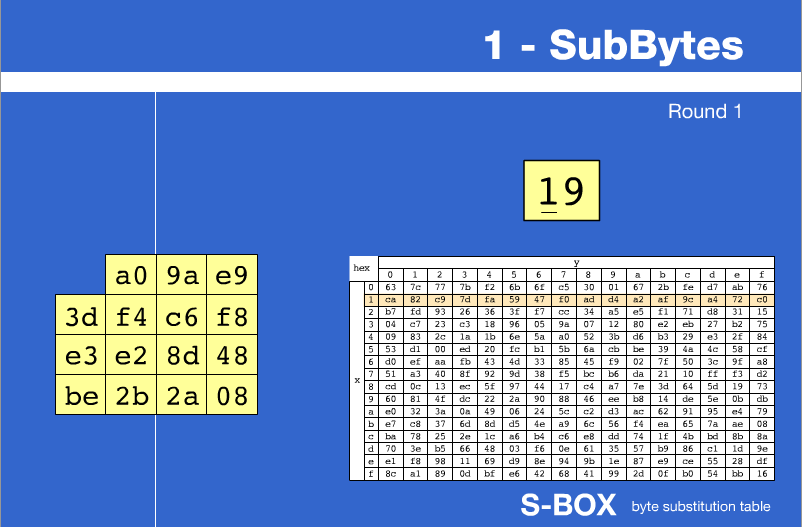 1 - SubBytes
Round 1
19
a0 9a e9
3d f4 c6 f8
e3 e2 8d 48
be 2b 2a 08
hex y
0 1 2 3 4 5 6 7 8 9 a b c d e f
0 63 7c 77 7b f2 6b 6f c5 30 01 67 2b fe d7 ab 76
1 ca 82 c9 7d fa 59 47 f0 ad d4 a2 af 9c a4 72 c0
2 b7 fd 93 26 36 3f f7 cc 34 a5 e5 f1 71 d8 31 15
3 04 c7 23 c3 18 96 05 9a 07 12 80 e2 eb 27 b2 75
4 09 83 2c 1a 1b 6e 5a a0 52 3b d6 b3 29 e3 2f 84
5 53 d1 00 ed 20 fc b1 5b 6a cb be 39 4a 4c 58 cf
6 d0 ef aa fb 43 4d 33 85 45 f9 02 7f 50 3c 9f a8
x 7 51 a3 40 8f 92 9d 38 f5 bc b6 da 21 10 ff f3 d2
8 cd 0c 13 ec 5f 97 44 17 c4 a7 7e 3d 64 5d 19 73
9 60 81 4f dc 22 2a 90 88 46 ee b8 14 de 5e 0b db
a e0 32 3a 0a 49 06 24 5c c2 d3 ac 62 91 95 e4 79
b e7 c8 37 6d 8d d5 4e a9 6c 56 f4 ea 65 7a ae 08
c ba 78 25 2e 1c a6 b4 c6 e8 dd 74 1f 4b bd 8b 8a
d 70 3e b5 66 48 03 f6 0e 61 35 57 b9 86 c1 1d 9e
e e1 f8 98 11 69 d9 8e 94 9b 1e 87 e9 ce 55 28 df
f 8c a1 89 0d bf e6 42 68 41 99 2d 0f b0 54 bb 16
S-BOX byte substitution table